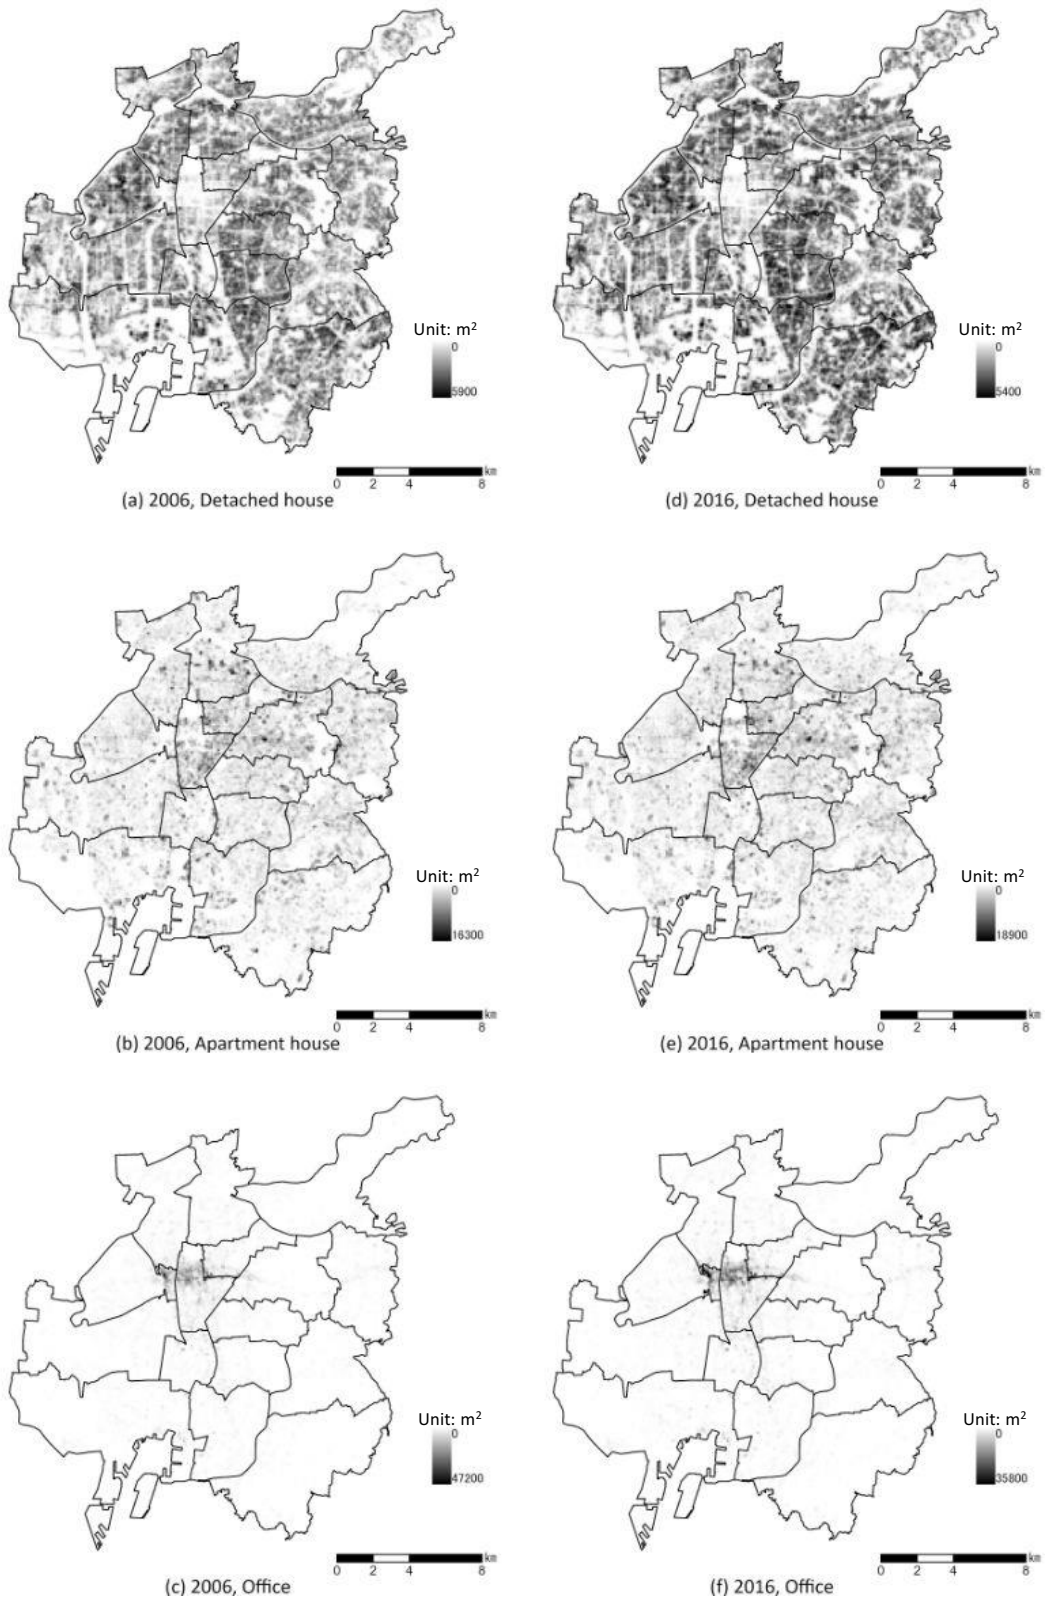 Unit: m²
0
5900
km
0 2 4 8
(a) 2006, Detached house
Unit: m²
0
5400
km
0 2 4 8
(d) 2016, Detached house
Unit: m²
0
16300
km
0 2 4 8
(b) 2006, Apartment house
Unit: m²
0
18900
km
0 2 4 8
(e) 2016, Apartment house
Unit: m²
0
47200
km
0 2 4 8
(c) 2006, Office
Unit: m²
0
35800
km
0 2 4 8
(f) 2016, Office